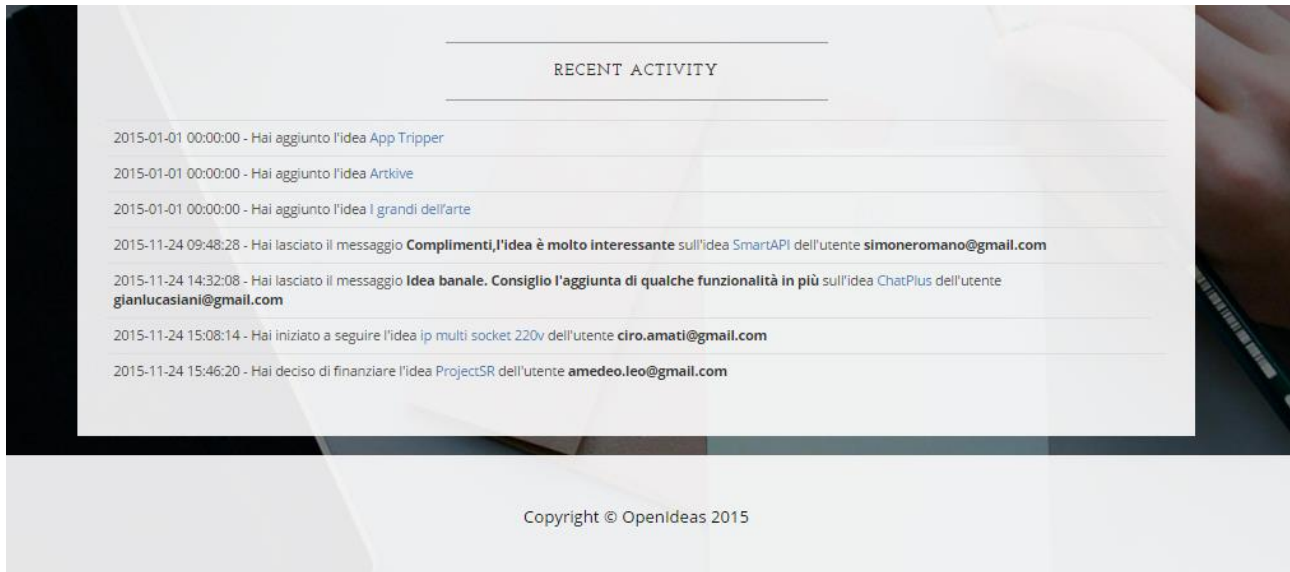 RECENT ACTIVITY
2015-01-01 00:00:00 - Hai aggiunto l'idea App Tripper
2015-01-01 00:00:00 - Hai aggiunto l'idea Artkive
2015-01-01 00:00:00 - Hai aggiunto l'idea I grandi dell'arte
2015-11-24 09:48:28 - Hai lasciato il messaggio Complimenti,l'idea è molto interessante sull'idea SmartAPI dell'utente simoneromano@gmail.com
2015-11-24 14:32:08 - Hai lasciato il messaggio Idea banale. Consiglio l'aggiunta di qualche funzionalità in più sull'idea ChatPlus dell'utente
gianlucasiani@gmail.com
2015-11-24 15:08:14 - Hai iniziato a seguire l'idea ip multi socket 220v dell'utente ciro.amati@gmail.com
2015-11-24 15:46:20 - Hai deciso di finanziare l'idea ProjectSR dell'utente amedeo.leo@gmail.com
Copyright © OpenIdeas 2015